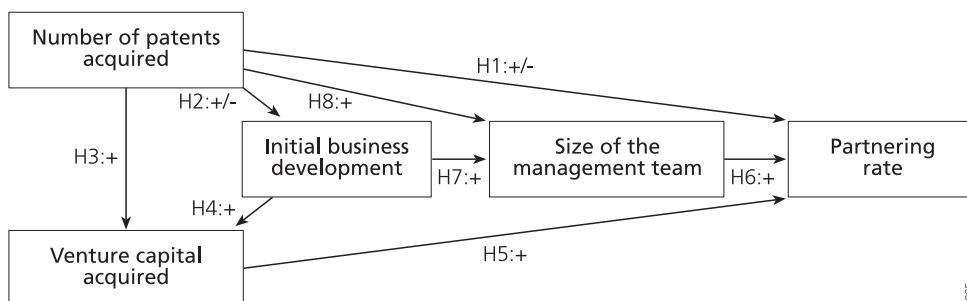 Number of patents
acquired
H1:+/-
H2:+/-
H8:+
Initial business
development
Size of the
management team
Partnering
rate
H3:+
H7:+
H6:+
H4:+
Venture capital
acquired
H5:+